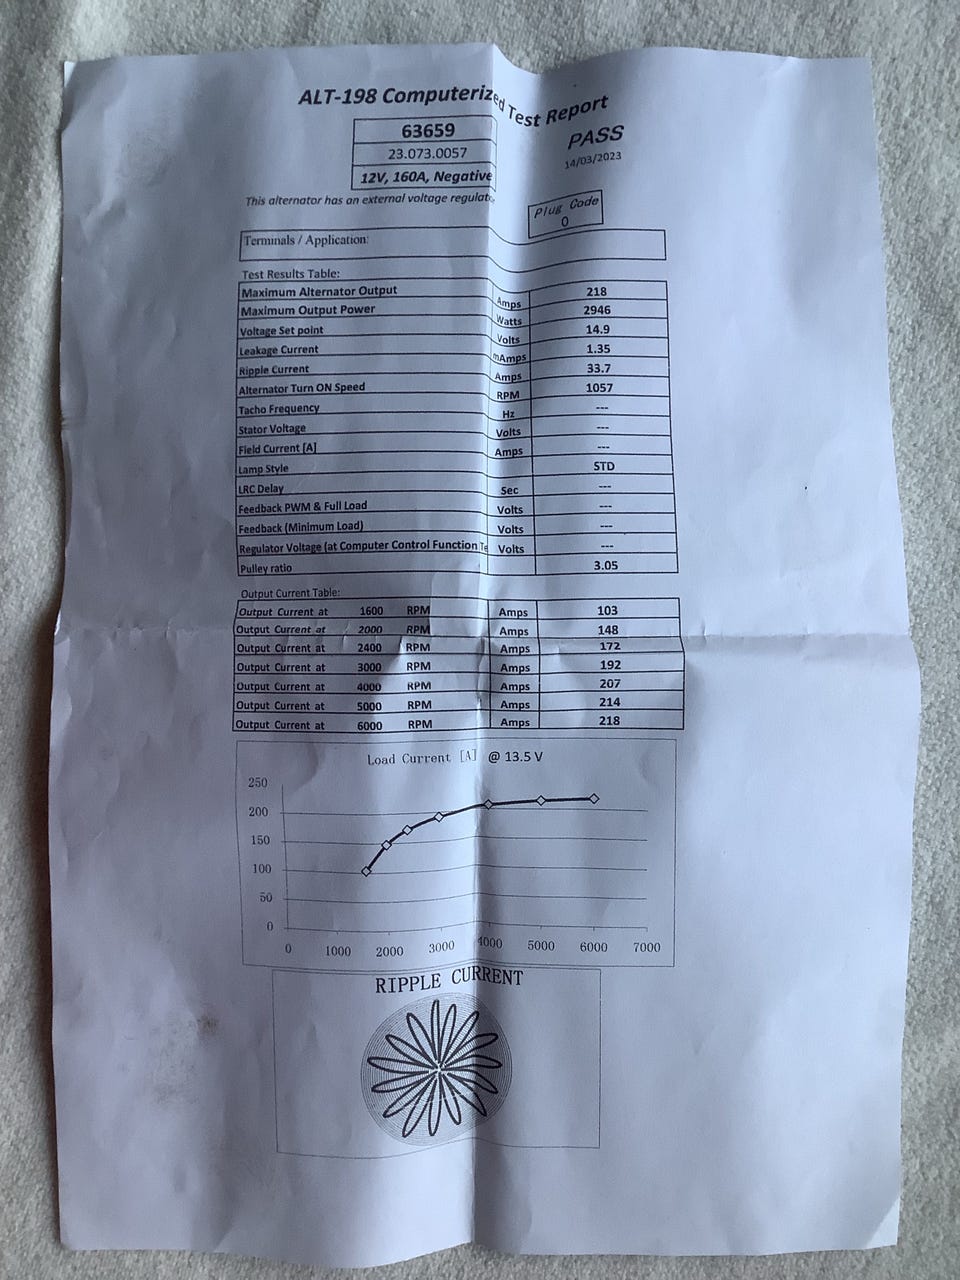 ALT-198 Computerized Test Report
63659
23.073.0057
12V, 160A, Negative
PASS
14/03/2023
This alternator has an external voltage regulator
Plug Code
0
Terminals / Application:
Test Results Table:
Maximum Alternator Output Amps 218
Maximum Output Power Watts 2946
Voltage Set point Volts 14.9
Leakage Current mAmps 1.35
Ripple Current Amps 33.7
Alternator Turn ON Speed RPM 1057
Tacho Frequency Hz ---
Stator Voltage Volts ---
Field Current [A] Amps ---
Lamp Style STD
LRC Delay Sec ---
Feedback PWM & Full Load Volts ---
Feedback (Minimum Load) Volts ---
Regulator Voltage (at Computer Control Function Te Volts ---
Pulley ratio 3.05
Output Current Table:
Output Current at 1600 RPM Amps 103
Output Current at 2000 RPM Amps 148
Output Current at 2400 RPM Amps 172
Output Current at 3000 RPM Amps 192
Output Current at 4000 RPM Amps 207
Output Current at 5000 RPM Amps 214
Output Current at 6000 RPM Amps 218
Load Current [A] @ 13.5 V
250
200
150
100
50
0
0 1000 2000 3000 4000 5000 6000 7000
RIPPLE CURRENT